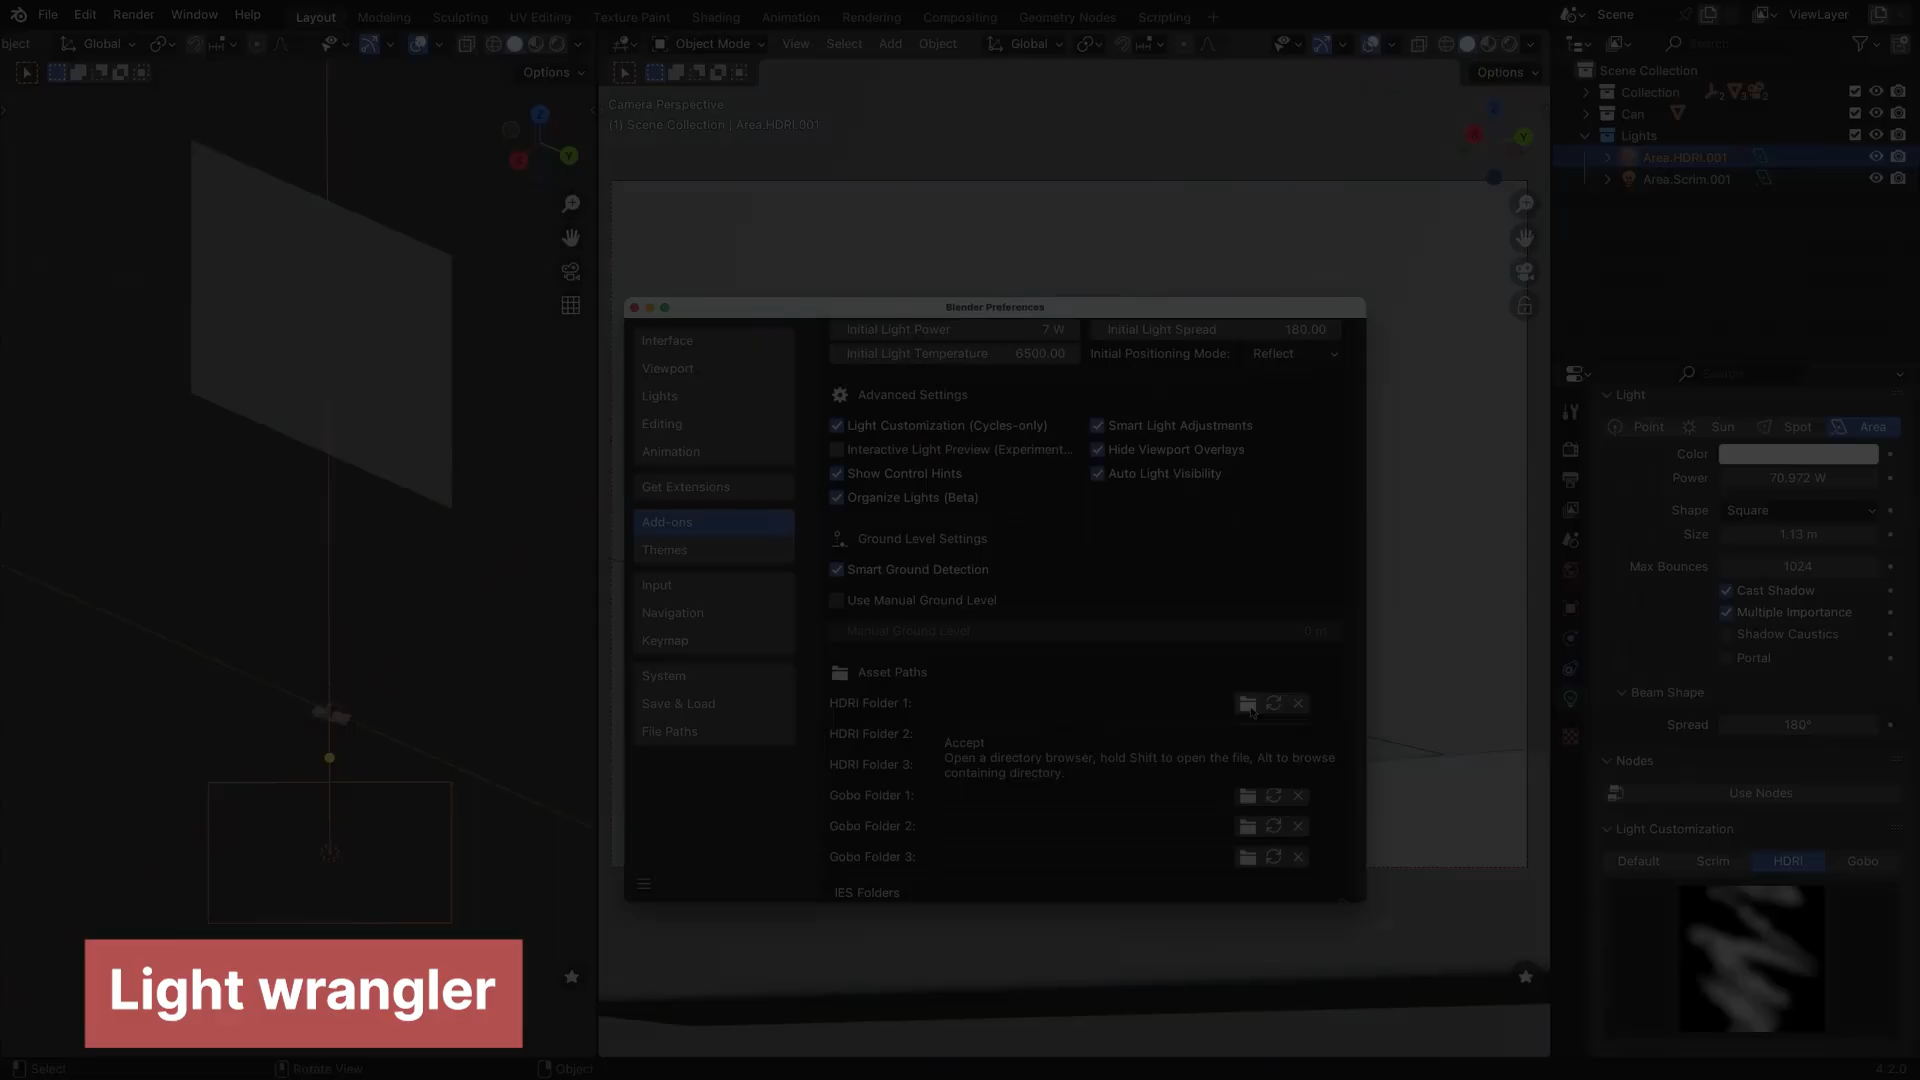 File Edit Render Window Help
Layout Modeling Sculpting UV Editing Texture Paint Shading Animation Rendering Compositing Geometry Nodes Scripting +
Scene
ViewLayer
bject Global
Object Mode View Select Add Object Global
Search
Options
Options
Camera Perspective
(1) Scene Collection | Area.HDRI.001
Z
Y
Scene Collection
Collection 2 3 2
Can
Lights
Area.HDRI.001
Area.Scrim.001
Blender Preferences
Interface
Viewport
Lights
Editing
Animation
Get Extensions
Add-ons
Themes
Input
Navigation
Keymap
System
Save & Load
File Paths
Initial Light Power 7 W
Initial Light Spread 180.00
Initial Light Temperature 6500.00
Initial Positioning Mode: Reflect
Advanced Settings
Light Customization (Cycles-only)
Smart Light Adjustments
Interactive Light Preview (Experiment...
Hide Viewport Overlays
Show Control Hints
Auto Light Visibility
Organize Lights (Beta)
Ground Level Settings
Smart Ground Detection
Use Manual Ground Level
Manual Ground Level 0 m
Asset Paths
HDRI Folder 1:
HDRI Folder 2:
HDRI Folder 3:
Accept
Open a directory browser, hold Shift to open the file, Alt to browse
containing directory.
Gobo Folder 1:
Gobo Folder 2:
Gobo Folder 3:
IES Folders
Search
Light
Point Sun Spot Area
Color
Power 70.972 W
Shape Square
Size 1.13 m
Max Bounces 1024
Cast Shadow
Multiple Importance
Shadow Caustics
Portal
Beam Shape
Spread 180°
Nodes
Use Nodes
Light Customization
Default Scrim HDRI Gobo
Light wrangler
Select
Rotate View
Object
4.2.0